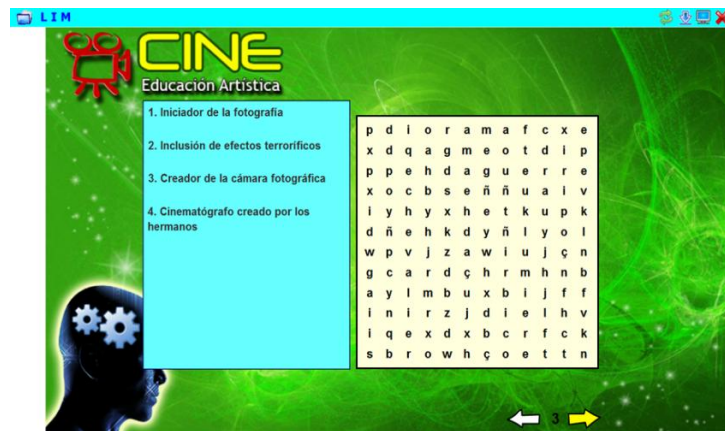 LIM
CINE
Educación Artística
1. Iniciador de la fotografía
2. Inclusión de efectos terroríficos
3. Creador de la cámara fotográfica
4. Cinematógrafo creado por los
hermanos
p d i o r a m a f c x e
x d q a g m e o t d i p
p p e h d a g u e r r e
x o c b s e ñ ñ u a i v
i y h y x h e t k u p k
d ñ e h k d y ñ l y o l
w p v j z a w i u j ç n
g c a r d ç h r m h n b
a y l m b u x b i j f f
i n i r z j d i e l h v
i q e x d x b c r f c k
s b r o w h ç o e t t n
3